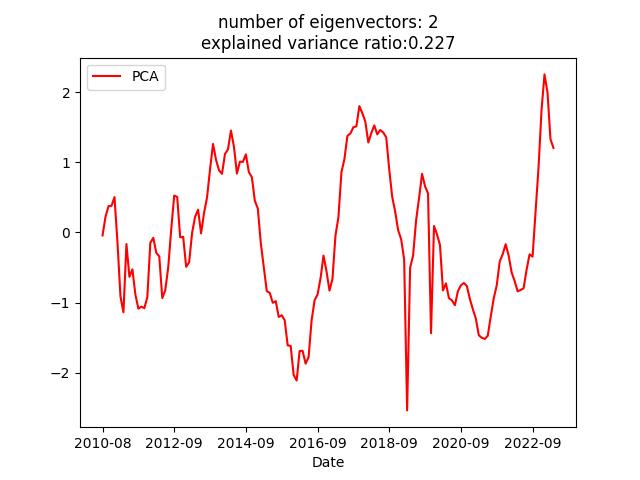 number of eigenvectors: 2
explained variance ratio:0.227
PCA
2
1
0
−1
−2
2010-08 2012-09 2014-09 2016-09 2018-09 2020-09 2022-09
Date